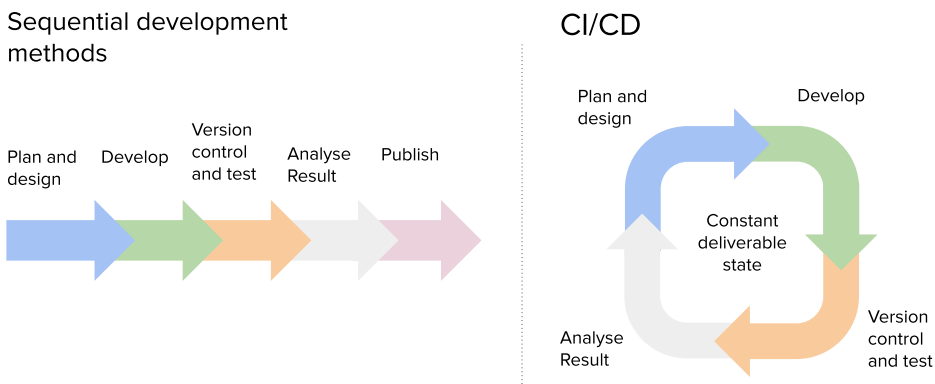 Sequential development
methods
Plan and
design
Develop
Version
control
and test
Analyse
Result
Publish
CI/CD
Plan and
design
Develop
Constant
deliverable
state
Version
control
and test
Analyse
Result